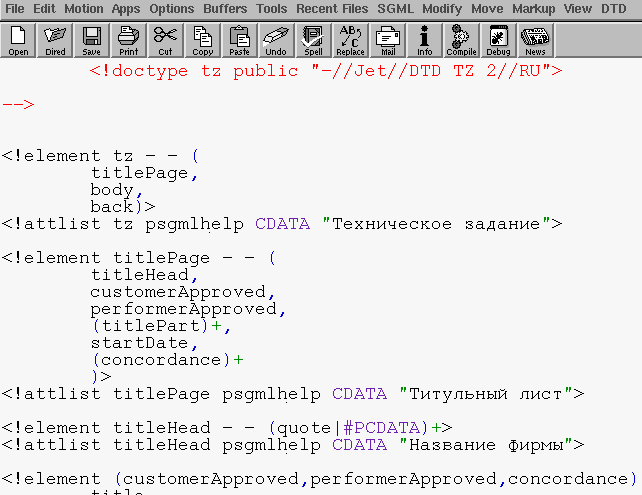 File Edit Motion Apps Options Buffers Tools Recent Files SGML Modify Move Markup View DTD
Open Dired Save Print Cut Copy Paste Undo Spell Replace Mail Info Compile Debug News
<!doctype tz public "-//Jet//DTD TZ 2//RU">
-->
<!element tz - - (
titlePage,
body,
back)>
<!attlist tz psgmlhelp CDATA "Техническое задание">
<!element titlePage - - (
titleHead,
customerApproved,
performerApproved,
(titlePart)+,
startDate,
(concordance)+
)>
<!attlist titlePage psgmlhelp CDATA "Титульный лист">
<!element titleHead - - (quote|#PCDATA)+>
<!attlist titleHead psgmlhelp CDATA "Название фирмы">
<!element (customerApproved,performerApproved,concordance)
title